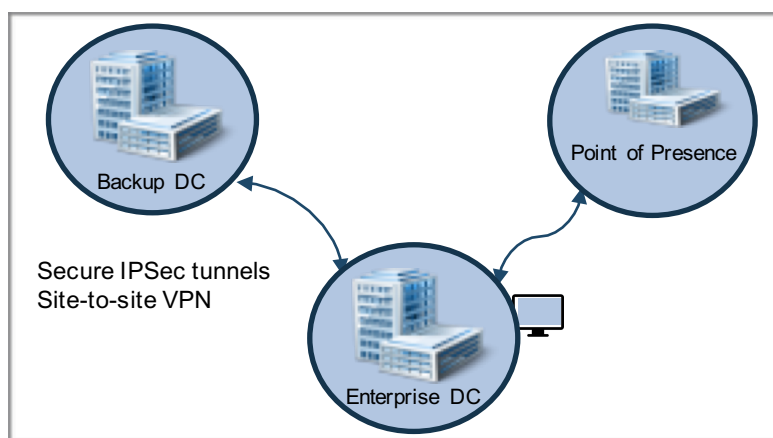 Point of Presence
Backup DC
Secure IPSec tunnels
Site-to-site VPN
Enterprise DC